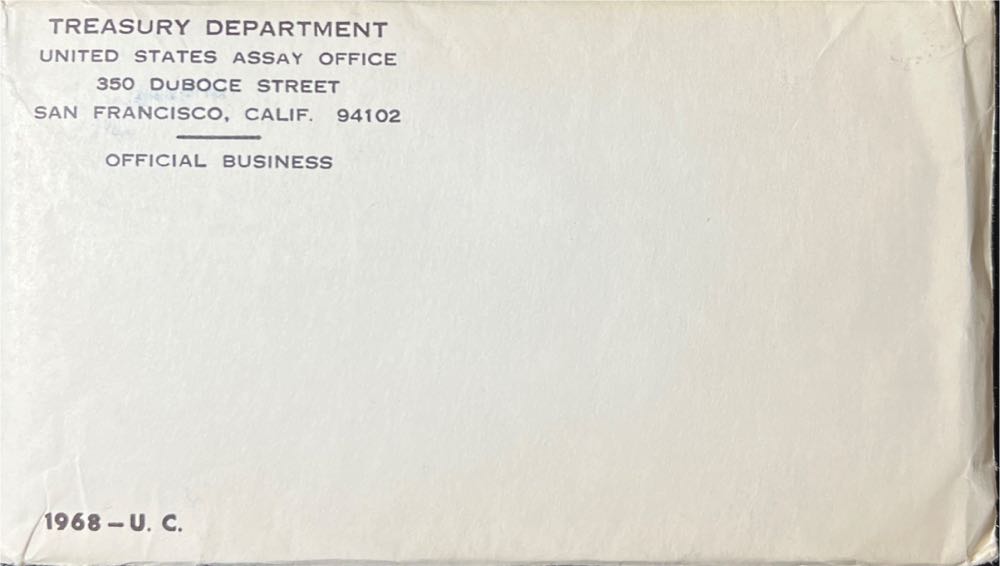 TREASURY DEPARTMENT
UNITED STATES ASSAY OFFICE
350 DUBOCE STREET
SAN FRANCISCO, CALIF. 94102
OFFICIAL BUSINESS
1968 – U. C.